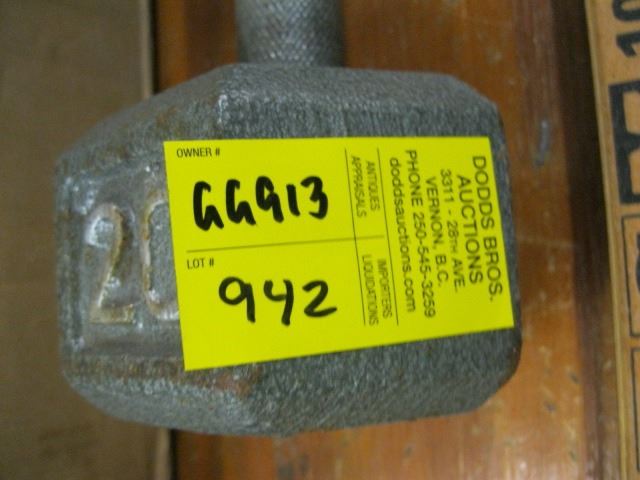 20
OWNER #
GG913
LOT #
942
ANTIQUES
APPRAISALS
IMPORTERS
LIQUIDATIONS
DODDS BROS.
AUCTIONS
3311 - 28TH AVE.
VERNON, B.C.
PHONE 250-545-3259
doddsauctions.com
10